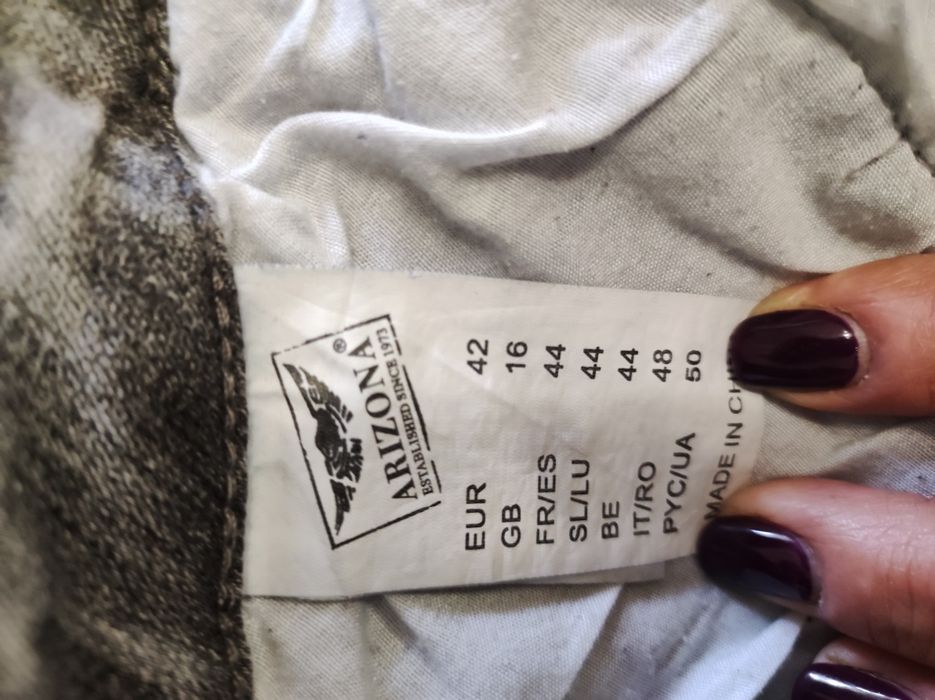 ARIZONA®
ESTABLISHED SINCE 1973
EUR 42
GB 16
FR/ES 44
SL/LU 44
BE 44
IT/RO 48
PYC/UA 50
MADE IN